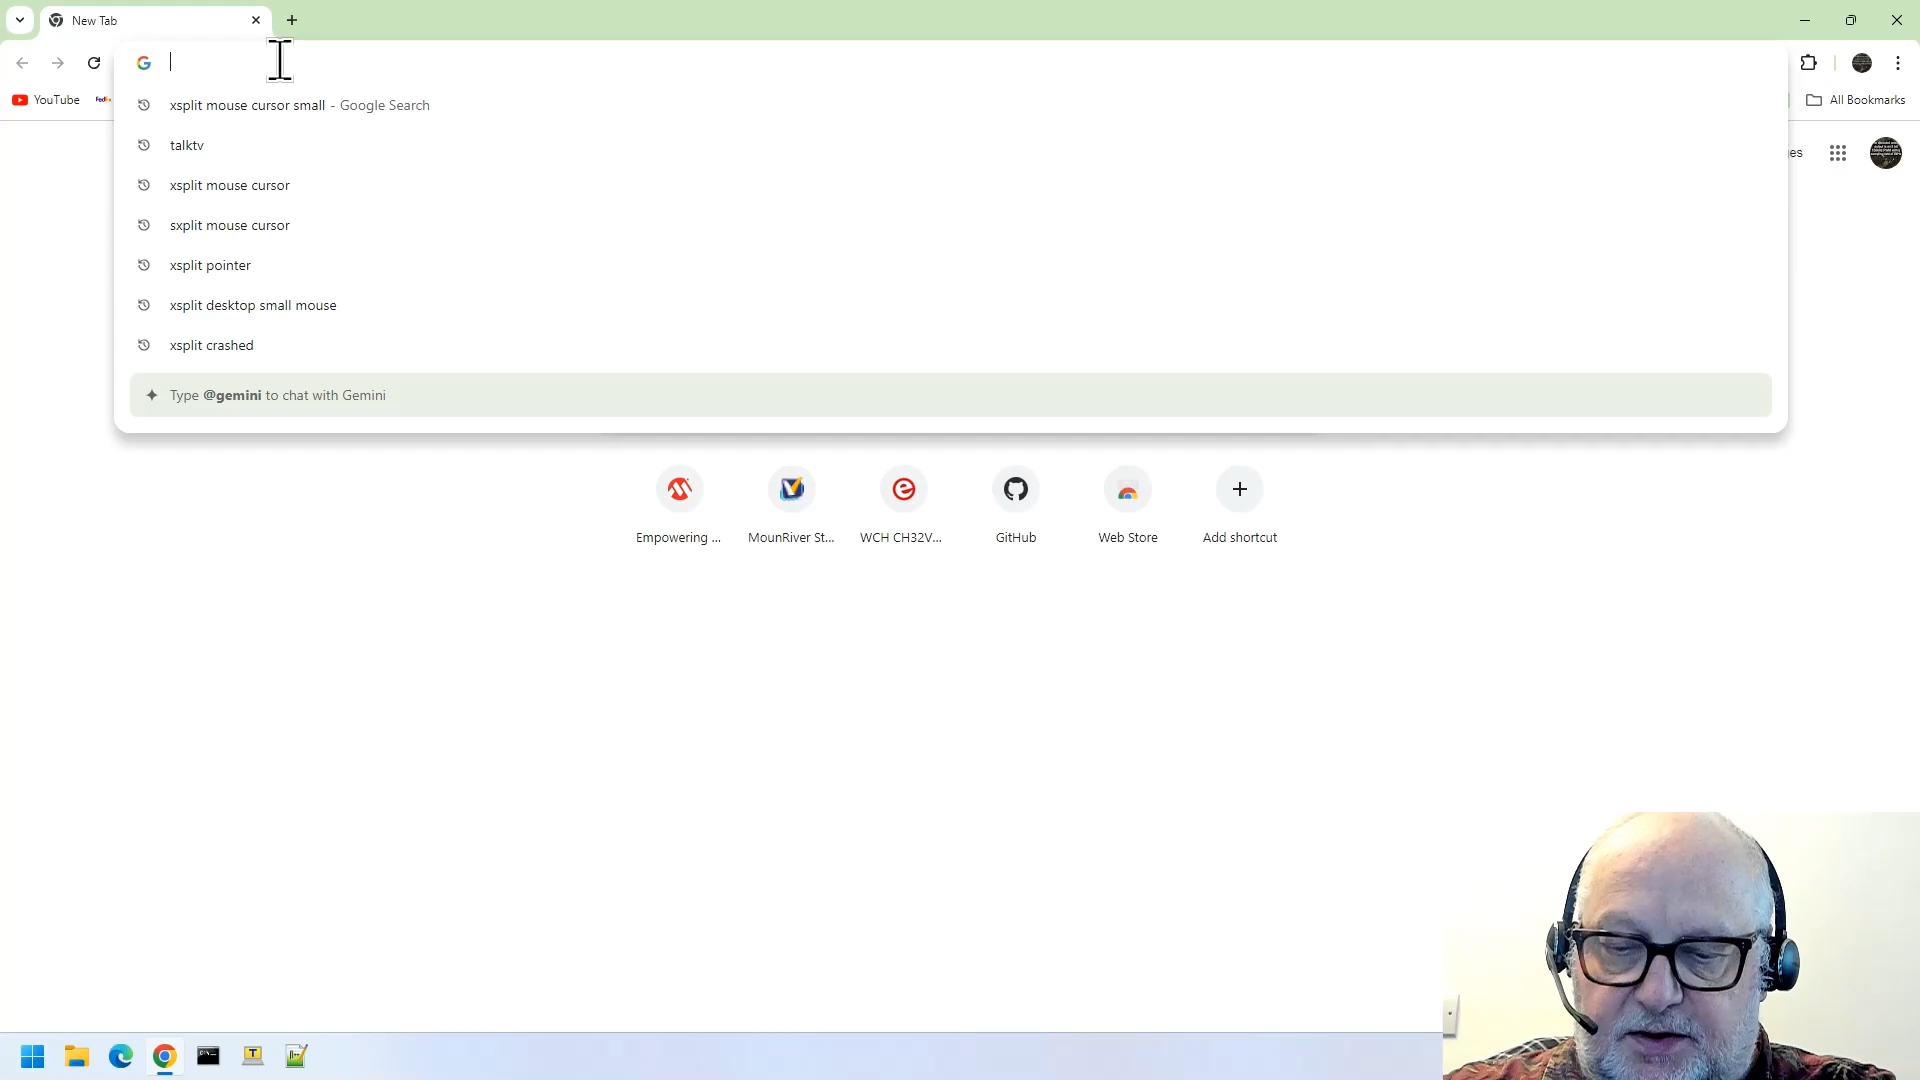 New Tab
YouTube
FedEx
All Bookmarks
xsplit mouse cursor small - Google Search
talktv
xsplit mouse cursor
sxplit mouse cursor
xsplit pointer
xsplit desktop small mouse
xsplit crashed
Type @gemini to chat with Gemini
es
Empowering ...
MounRiver St...
WCH CH32V...
GitHub
Web Store
Add shortcut